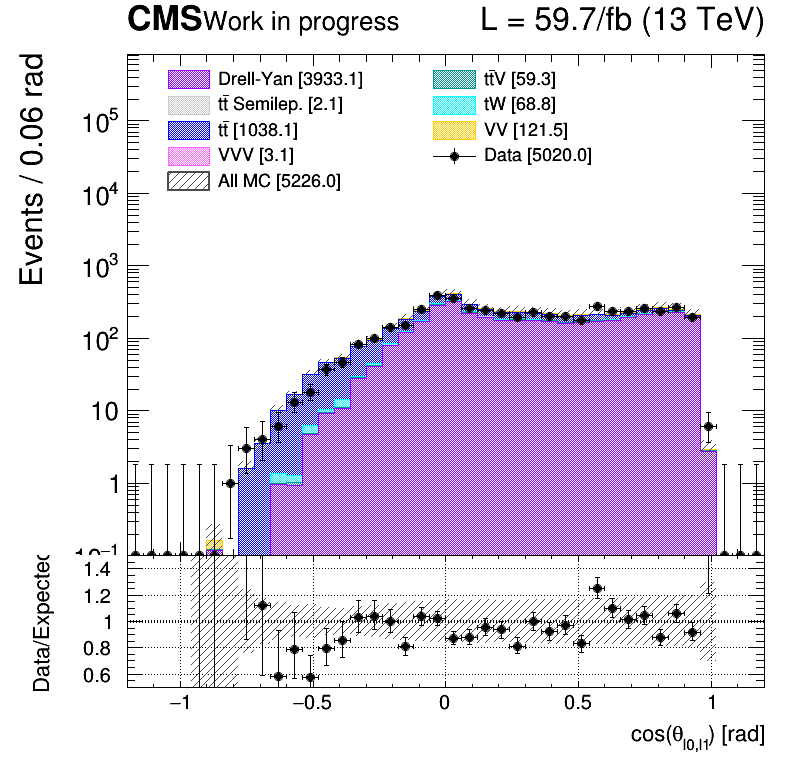 CMS Work in progress L = 59.7/fb (13 TeV)
Events / 0.06 rad
Drell-Yan [3933.1]
tt̄ Semilep. [2.1]
tt̄ [1038.1]
VVV [3.1]
All MC [5226.0]
tt̄V [59.3]
tW [68.8]
VV [121.5]
Data [5020.0]
10⁵
10⁴
10³
10²
10
1
10⁻¹
Data/Expected
1.4
1.2
1
0.8
0.6
−1 −0.5 0 0.5 1
cos(θ_l0,l1) [rad]